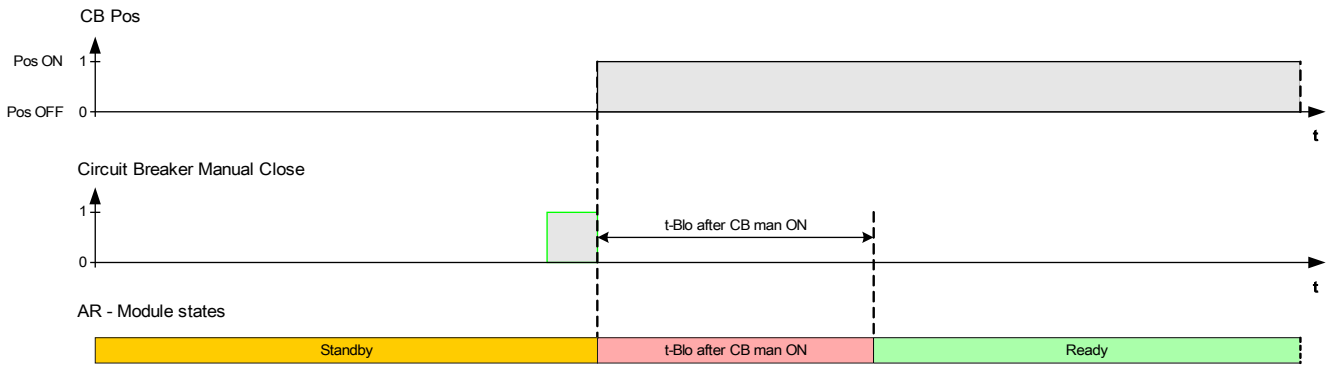 CB Pos
Pos ON 1
Pos OFF 0
t
Circuit Breaker Manual Close
1
t-Blo after CB man ON
0
t
AR - Module states
Standby t-Blo after CB man ON Ready